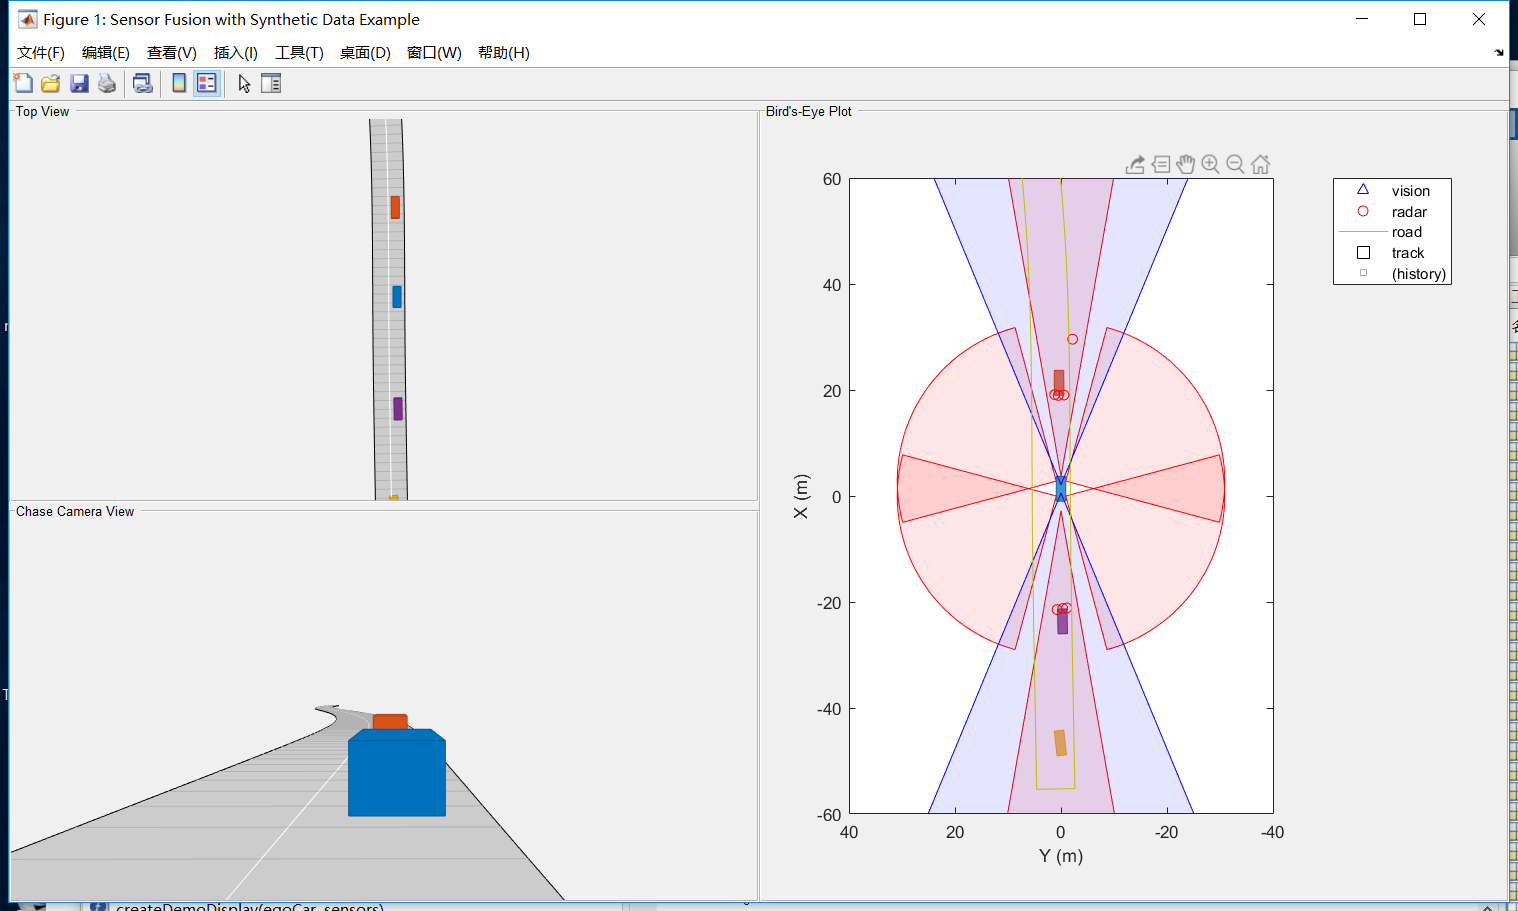 Figure 1: Sensor Fusion with Synthetic Data Example
文件(F) 编辑(E) 查看(V) 插入(I) 工具(T) 桌面(D) 窗口(W) 帮助(H)
Top View
Chase Camera View
Bird's-Eye Plot
60
40
20
0
-20
-40
-60
X (m)
40 20 0 -20 -40
Y (m)
vision
radar
road
track
(history)
createDemoDisplay(egoCar, sensors)